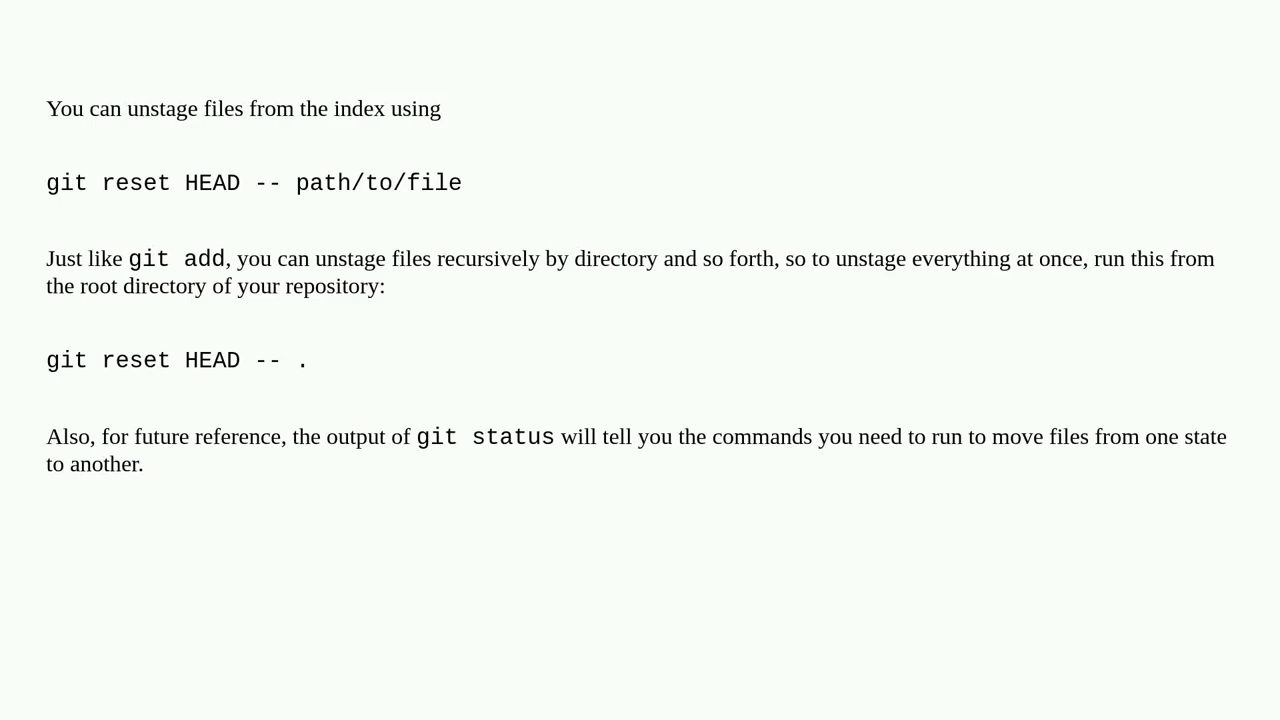 You can unstage files from the index using
git reset HEAD -- path/to/file
Just like git add, you can unstage files recursively by directory and so forth, so to unstage everything at once, run this from
the root directory of your repository:
git reset HEAD -- .
Also, for future reference, the output of git status will tell you the commands you need to run to move files from one state
to another.